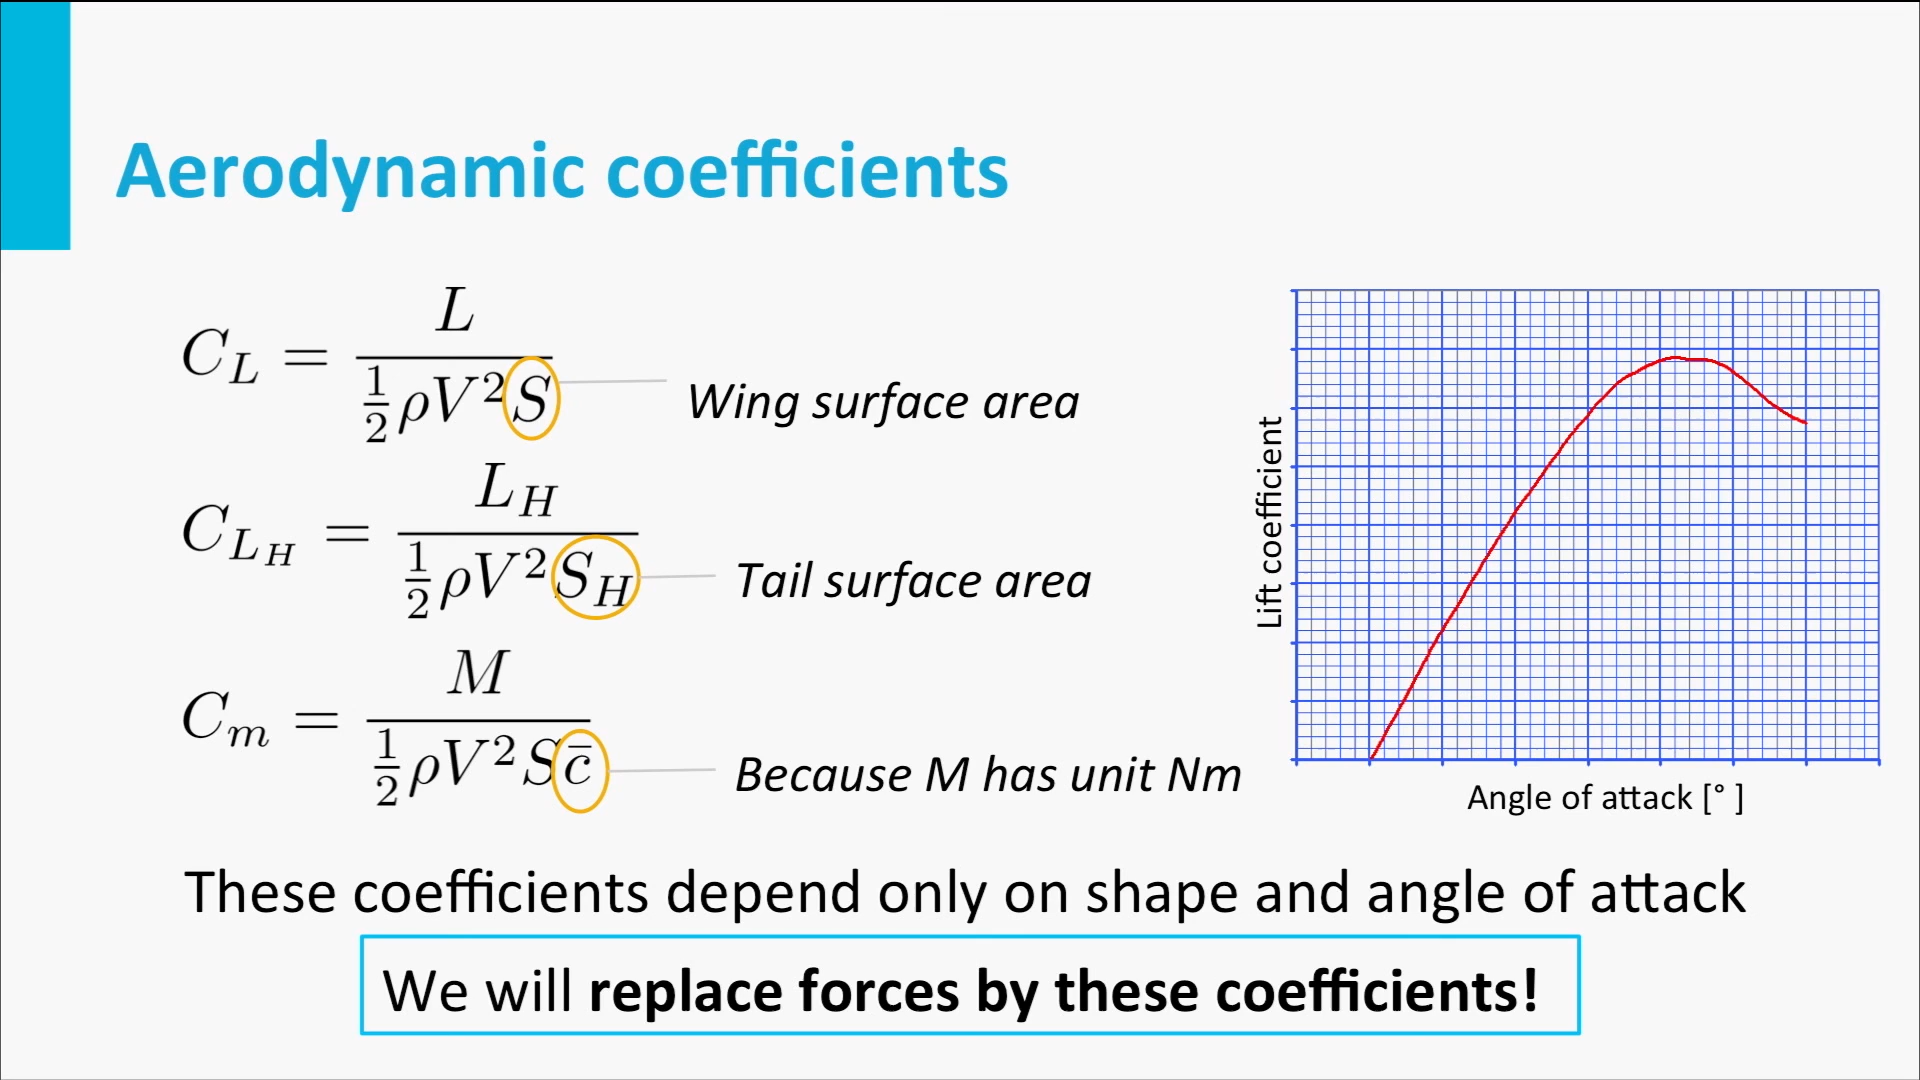 Aerodynamic coefficients
C_L = L / (½ρV²S)
Wing surface area
C_{L_H} = L_H / (½ρV²S_H)
Tail surface area
C_m = M / (½ρV²Sc̄)
Because M has unit Nm
Lift coefficient
Angle of attack [° ]
These coefficients depend only on shape and angle of attack
We will replace forces by these coefficients!